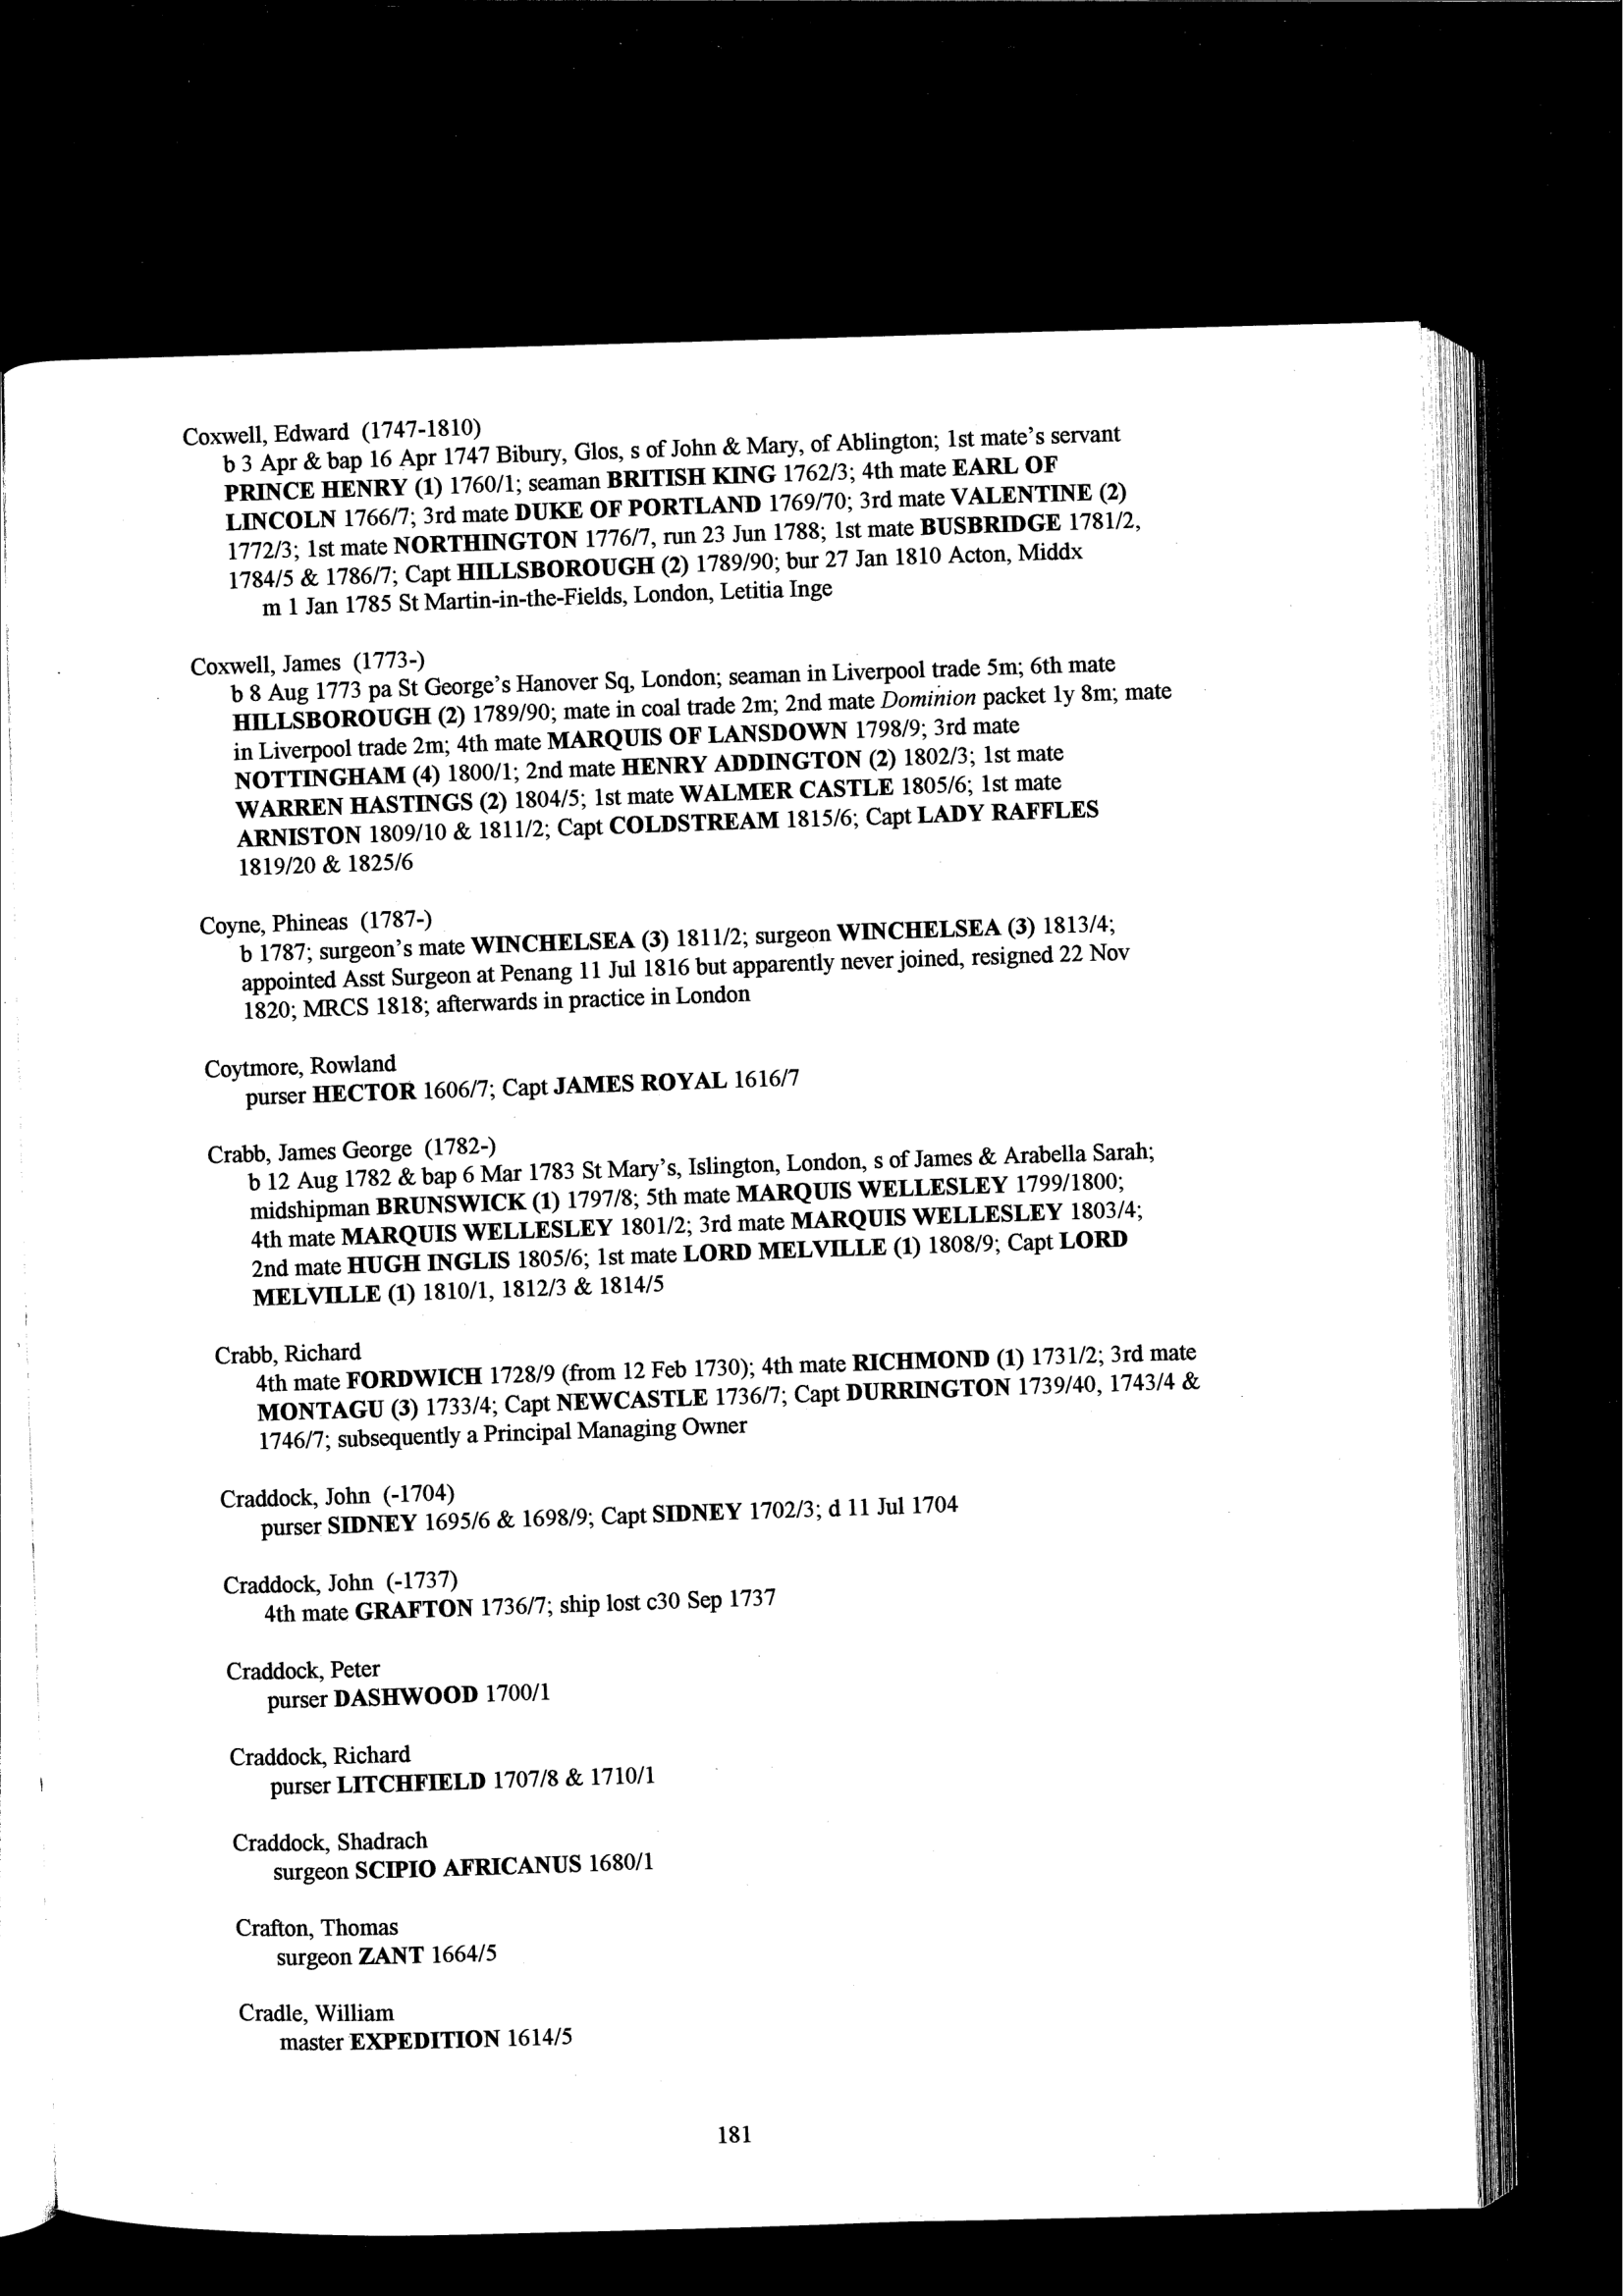 Coxwell, Edward (1747-1810)
b 3 Apr & bap 16 Apr 1747 Bibury, Glos, s of John & Mary, of Ablington; 1st mate's servant
PRINCE HENRY (1) 1760/1; seaman BRITISH KING 1762/3; 4th mate EARL OF
LINCOLN 1766/7; 3rd mate DUKE OF PORTLAND 1769/70; 3rd mate VALENTINE (2)
1772/3; 1st mate NORTHINGTON 1776/7, run 23 Jun 1788; 1st mate BUSBRIDGE 1781/2,
1784/5 & 1786/7; Capt HILLSBOROUGH (2) 1789/90; bur 27 Jan 1810 Acton, Middx
m 1 Jan 1785 St Martin-in-the-Fields, London, Letitia Inge
Coxwell, James (1773-)
b 8 Aug 1773 pa St George's Hanover Sq, London; seaman in Liverpool trade 5m; 6th mate
HILLSBOROUGH (2) 1789/90; mate in coal trade 2m; 2nd mate Dominion packet 1y 8m; mate
in Liverpool trade 2m; 4th mate MARQUIS OF LANSDOWN 1798/9; 3rd mate
NOTTINGHAM (4) 1800/1; 2nd mate HENRY ADDINGTON (2) 1802/3; 1st mate
WARREN HASTINGS (2) 1804/5; 1st mate WALMER CASTLE 1805/6; 1st mate
ARNISTON 1809/10 & 1811/2; Capt COLDSTREAM 1815/6; Capt LADY RAFFLES
1819/20 & 1825/6
Coyne, Phineas (1787-)
b 1787; surgeon's mate WINCHELSEA (3) 1811/2; surgeon WINCHELSEA (3) 1813/4;
appointed Asst Surgeon at Penang 11 Jul 1816 but apparently never joined, resigned 22 Nov
1820; MRCS 1818; afterwards in practice in London
Coytmore, Rowland
purser HECTOR 1606/7; Capt JAMES ROYAL 1616/7
Crabb, James George (1782-)
b 12 Aug 1782 & bap 6 Mar 1783 St Mary's, Islington, London, s of James & Arabella Sarah;
midshipman BRUNSWICK (1) 1797/8; 5th mate MARQUIS WELLESLEY 1799/1800;
4th mate MARQUIS WELLESLEY 1801/2; 3rd mate MARQUIS WELLESLEY 1803/4;
2nd mate HUGH INGLIS 1805/6; 1st mate LORD MELVILLE (1) 1808/9; Capt LORD
MELVILLE (1) 1810/1, 1812/3 & 1814/5
Crabb, Richard
4th mate FORDWICH 1728/9 (from 12 Feb 1730); 4th mate RICHMOND (1) 1731/2; 3rd mate
MONTAGU (3) 1733/4; Capt NEWCASTLE 1736/7; Capt DURRINGTON 1739/40, 1743/4 &
1746/7; subsequently a Principal Managing Owner
Craddock, John (-1704)
purser SIDNEY 1695/6 & 1698/9; Capt SIDNEY 1702/3; d 11 Jul 1704
Craddock, John (-1737)
4th mate GRAFTON 1736/7; ship lost c30 Sep 1737
Craddock, Peter
purser DASHWOOD 1700/1
Craddock, Richard
purser LITCHFIELD 1707/8 & 1710/1
Craddock, Shadrach
surgeon SCIPIO AFRICANUS 1680/1
Crafton, Thomas
surgeon ZANT 1664/5
Cradle, William
master EXPEDITION 1614/5
181